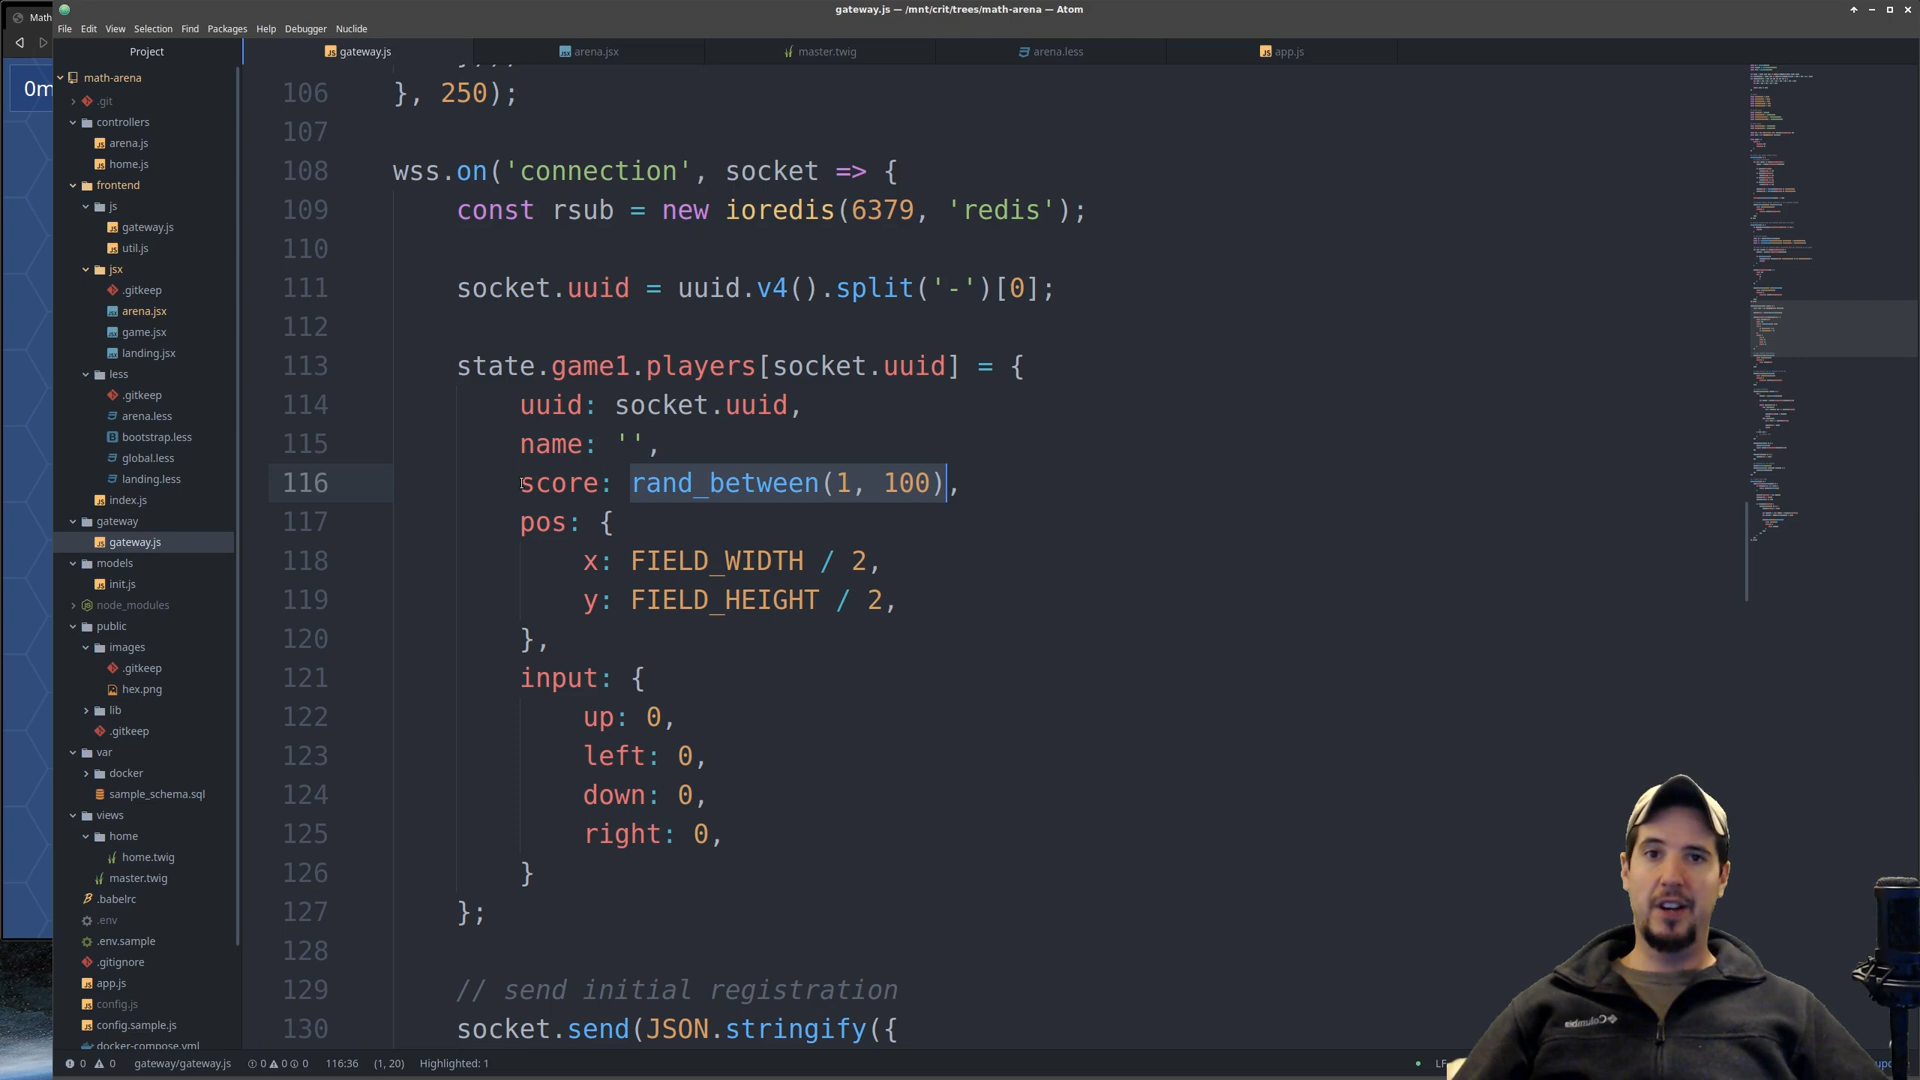 gateway.js — /mnt/crit/trees/math-arena — Atom
Math
File Edit View Selection Find Packages Help Debugger Nuclide
Project
gateway.js
arena.jsx
master.twig
arena.less
app.js
0m
math-arena
.git
controllers
arena.js
home.js
frontend
js
gateway.js
util.js
jsx
.gitkeep
arena.jsx
game.jsx
landing.jsx
less
.gitkeep
arena.less
bootstrap.less
global.less
landing.less
index.js
gateway
gateway.js
models
init.js
node_modules
public
images
.gitkeep
hex.png
lib
.gitkeep
var
docker
sample_schema.sql
views
home
home.twig
master.twig
.babelrc
.env
.env.sample
.gitignore
app.js
config.js
config.sample.js
docker-compose.yml
106 }, 250);
107
108 wss.on('connection', socket => {
109 const rsub = new ioredis(6379, 'redis');
110
111 socket.uuid = uuid.v4().split('-')[0];
112
113 state.game1.players[socket.uuid] = {
114 uuid: socket.uuid,
115 name: '',
116 score: rand_between(1, 100),
117 pos: {
118 x: FIELD_WIDTH / 2,
119 y: FIELD_HEIGHT / 2,
120 },
121 input: {
122 up: 0,
123 left: 0,
124 down: 0,
125 right: 0,
126 }
127 };
128
129 // send initial registration
130 socket.send(JSON.stringify({
Columbia
0 0 gateway/gateway.js 0 0 0 116:36 (1, 20) Highlighted: 1